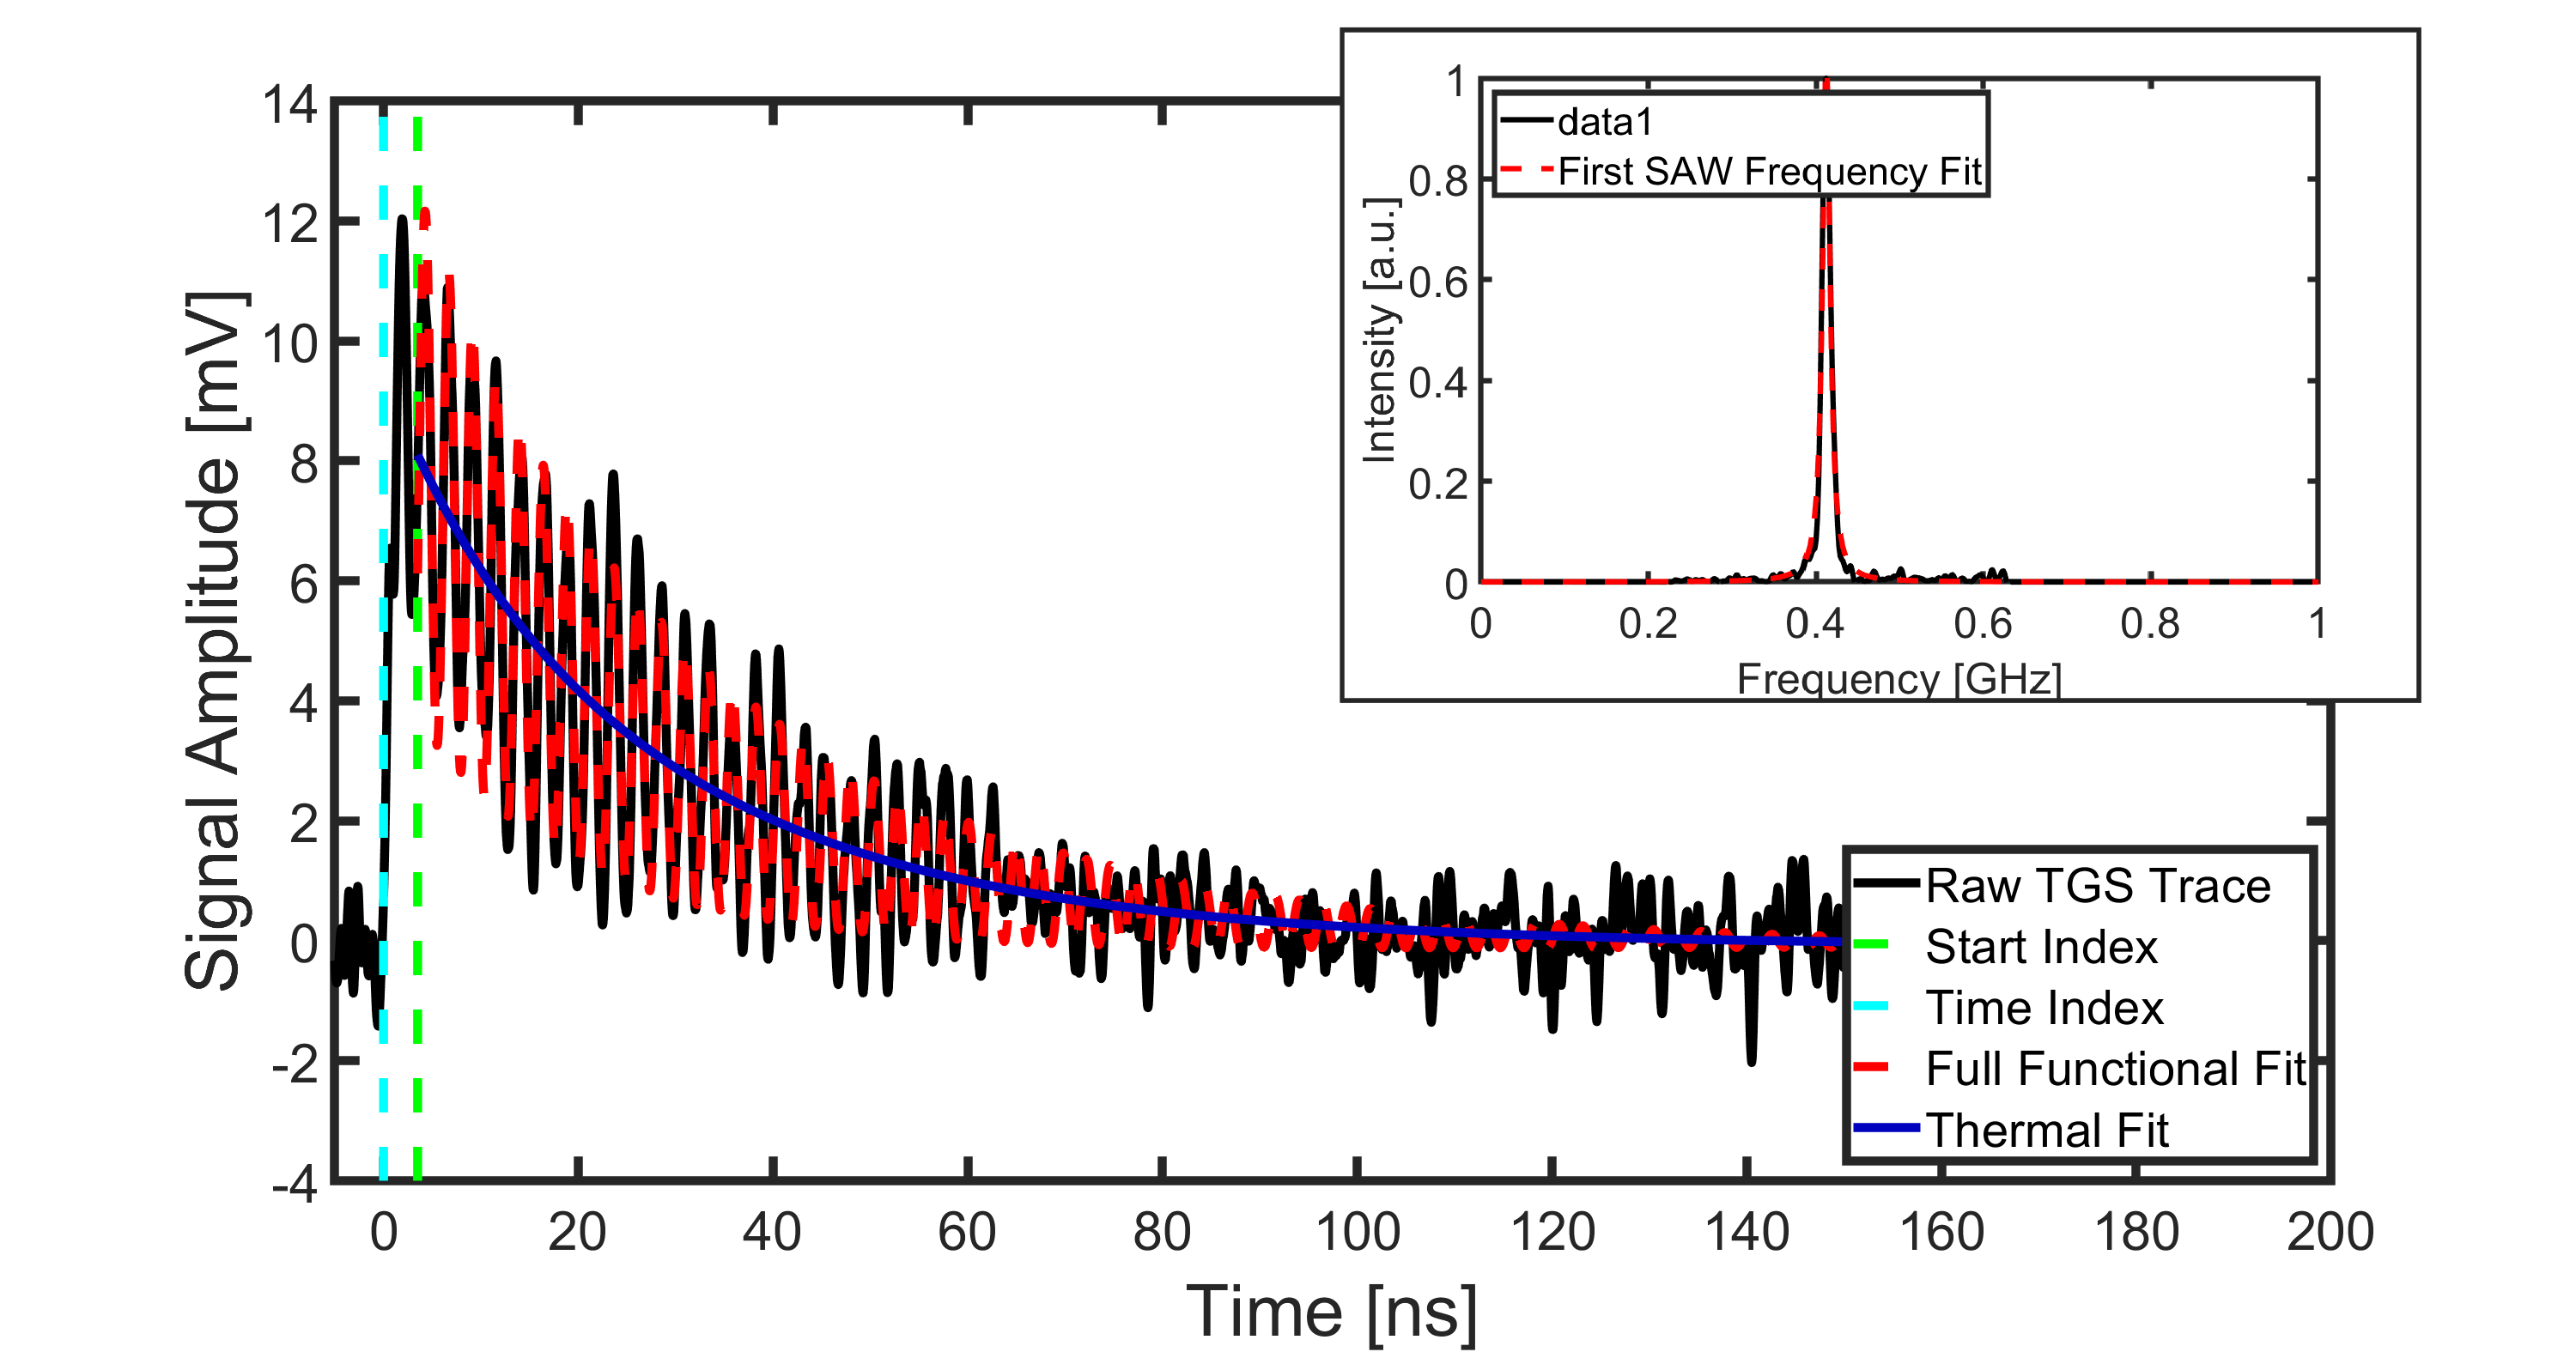 14
12
10
8
6
4
2
0
-2
-4
Signal Amplitude [mV]
0 20 40 60 80 100 120 140 160 180 200
Time [ns]
1
0.8
0.6
0.4
0.2
0
Intensity [a.u.]
data1
First SAW Frequency Fit
0 0.2 0.4 0.6 0.8 1
Frequency [GHz]
Raw TGS Trace
Start Index
Time Index
Full Functional Fit
Thermal Fit